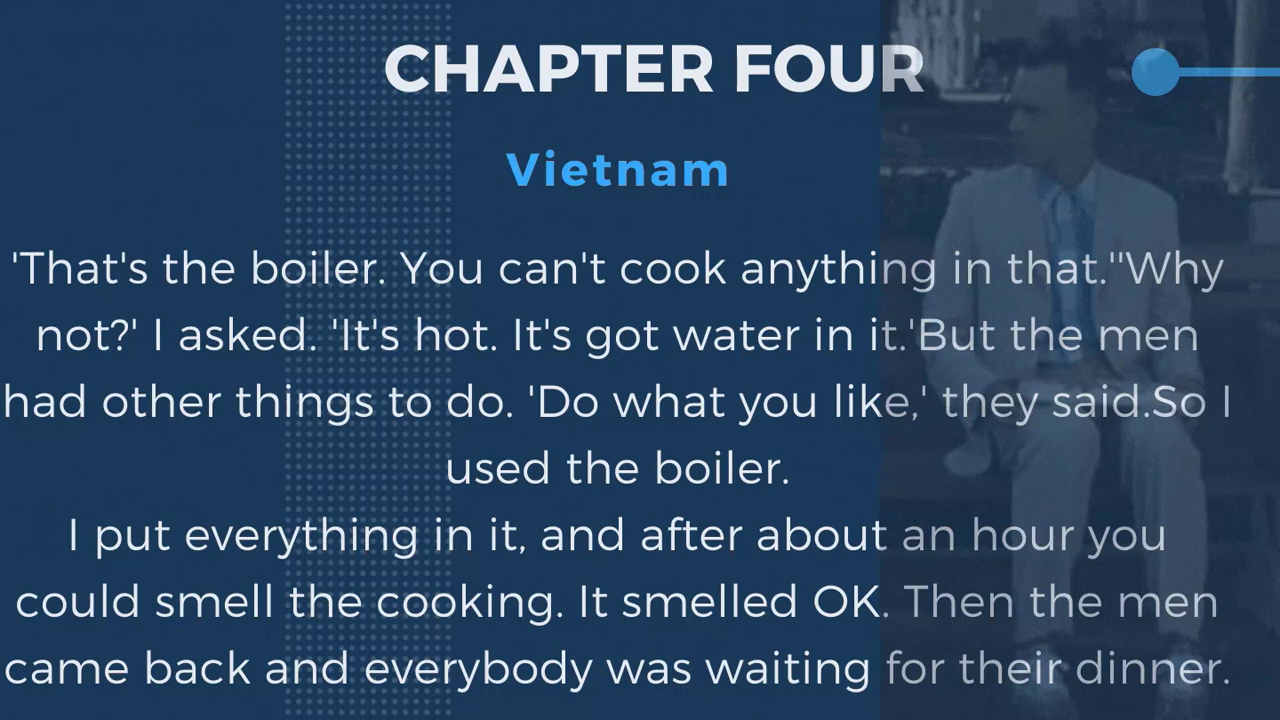 CHAPTER FOUR
Vietnam
'That's the boiler. You can't cook anything in that.''Why
not?' I asked. 'It's hot. It's got water in it.'But the men
had other things to do. 'Do what you like,' they said.So I
used the boiler.
I put everything in it, and after about an hour you
could smell the cooking. It smelled OK. Then the men
came back and everybody was waiting for their dinner.